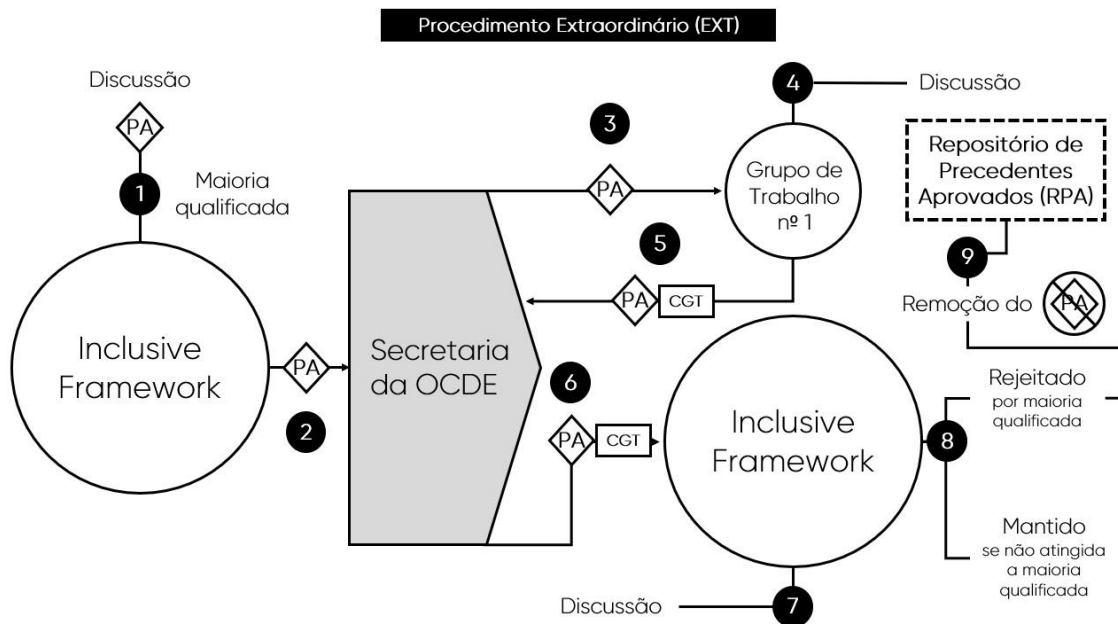 Procedimento Extraordinário (EXT)
Discussão
PA
1
Maioria
qualificada
Inclusive
Framework
PA
2
Secretaria
da OCDE
3
PA
4
Discussão
Grupo de
Trabalho
nº 1
5
PA
CGT
6
PA
CGT
Inclusive
Framework
7
Discussão
8
Rejeitado
por maioria
qualificada
Mantido
se não atingida
a maioria
qualificada
Repositório de
Precedentes
Aprovados (RPA)
9
Remoção do
PA